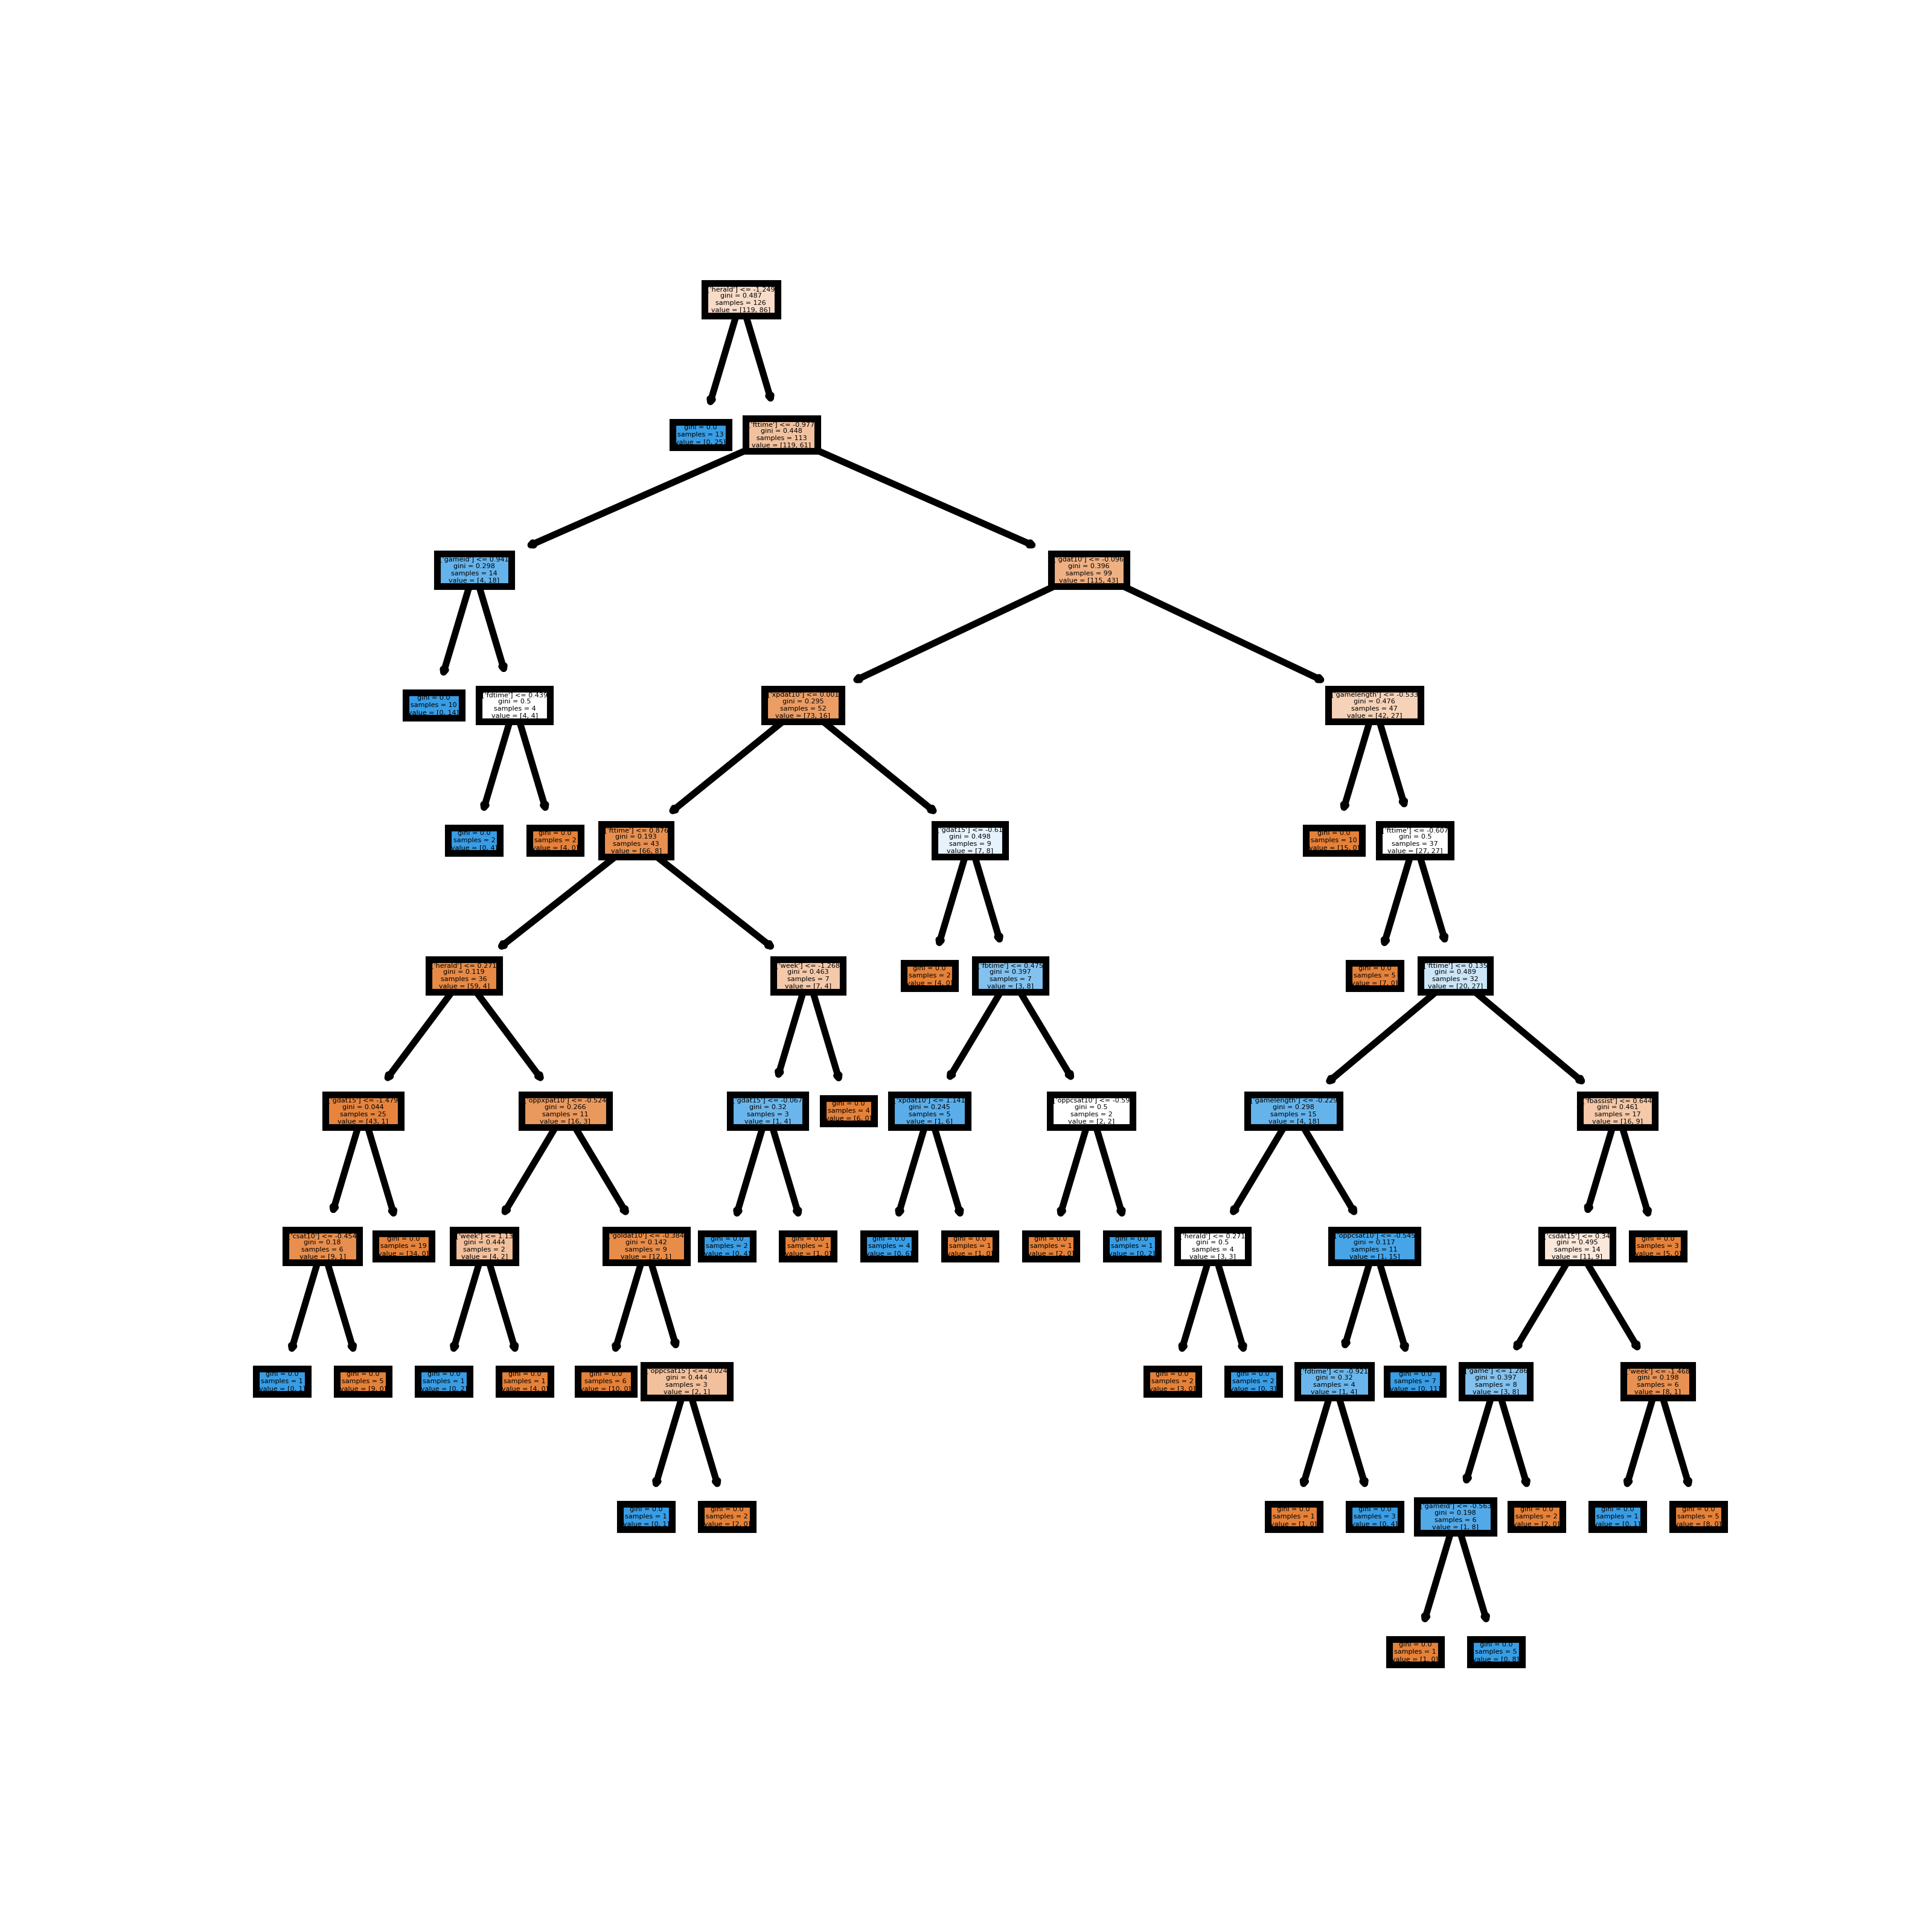 'herald'] <= -1.249
gini = 0.487
samples = 126
value = [119, 86]
gini = 0.0
samples = 13
value = [0, 25]
'fttime'] <= -0.977
gini = 0.448
samples = 113
value = [119, 61]
'gameid'] <= 0.941
gini = 0.298
samples = 14
value = [4, 18]
'gdat10'] <= -0.096
gini = 0.396
samples = 99
value = [115, 43]
gini = 0.0
samples = 10
value = [0, 14]
'fdtime'] <= 0.439
gini = 0.5
samples = 4
value = [4, 4]
'xpdat10'] <= 0.001
gini = 0.295
samples = 52
value = [73, 16]
'gamelength'] <= -0.533
gini = 0.476
samples = 47
value = [42, 27]
gini = 0.0
samples = 2
value = [0, 4]
gini = 0.0
samples = 2
value = [4, 0]
'fttime'] <= 0.876
gini = 0.193
samples = 43
value = [66, 8]
'gdat15'] <= -0.61
gini = 0.498
samples = 9
value = [7, 8]
gini = 0.0
samples = 10
value = [15, 0]
'fttime'] <= -0.607
gini = 0.5
samples = 37
value = [27, 27]
'herald'] <= 0.271
gini = 0.119
samples = 36
value = [59, 4]
'week'] <= -1.268
gini = 0.463
samples = 7
value = [7, 4]
gini = 0.0
samples = 2
value = [4, 0]
'fbtime'] <= 0.475
gini = 0.397
samples = 7
value = [3, 8]
gini = 0.0
samples = 5
value = [7, 0]
'fttime'] <= 0.135
gini = 0.489
samples = 32
value = [20, 27]
'gdat15'] <= -1.479
gini = 0.044
samples = 25
value = [43, 1]
'oppxpat10'] <= -0.524
gini = 0.266
samples = 11
value = [16, 3]
'gdat15'] <= -0.067
gini = 0.32
samples = 3
value = [1, 4]
gini = 0.0
samples = 4
value = [6, 0]
'xpdat10'] <= 1.141
gini = 0.245
samples = 5
value = [1, 6]
'oppcsat10'] <= -0.59
gini = 0.5
samples = 2
value = [2, 2]
'gamelength'] <= -0.229
gini = 0.298
samples = 15
value = [4, 18]
'fbassist'] <= 0.644
gini = 0.461
samples = 17
value = [16, 9]
'csat10'] <= -0.454
gini = 0.18
samples = 6
value = [9, 1]
gini = 0.0
samples = 19
value = [34, 0]
'week'] <= 1.13
gini = 0.444
samples = 2
value = [4, 2]
'goldat10'] <= -0.384
gini = 0.142
samples = 9
value = [12, 1]
gini = 0.0
samples = 2
value = [0, 4]
gini = 0.0
samples = 1
value = [1, 0]
gini = 0.0
samples = 4
value = [0, 6]
gini = 0.0
samples = 1
value = [1, 0]
gini = 0.0
samples = 1
value = [2, 0]
gini = 0.0
samples = 1
value = [0, 2]
'herald'] <= 0.271
gini = 0.5
samples = 4
value = [3, 3]
'oppcsat10'] <= -0.549
gini = 0.117
samples = 11
value = [1, 15]
'csdat15'] <= 0.34
gini = 0.495
samples = 14
value = [11, 9]
gini = 0.0
samples = 3
value = [5, 0]
gini = 0.0
samples = 1
value = [0, 1]
gini = 0.0
samples = 5
value = [9, 0]
gini = 0.0
samples = 1
value = [0, 2]
gini = 0.0
samples = 1
value = [4, 0]
gini = 0.0
samples = 6
value = [10, 0]
'oppcsat15'] <= -0.024
gini = 0.444
samples = 3
value = [2, 1]
gini = 0.0
samples = 2
value = [3, 0]
gini = 0.0
samples = 2
value = [0, 3]
'fdtime'] <= -0.921
gini = 0.32
samples = 4
value = [1, 4]
gini = 0.0
samples = 7
value = [0, 11]
'game'] <= 1.286
gini = 0.397
samples = 8
value = [3, 8]
'week'] <= -1.468
gini = 0.198
samples = 6
value = [8, 1]
gini = 0.0
samples = 1
value = [0, 1]
gini = 0.0
samples = 2
value = [2, 0]
gini = 0.0
samples = 1
value = [1, 0]
gini = 0.0
samples = 3
value = [0, 4]
'gameid'] <= -0.563
gini = 0.198
samples = 6
value = [1, 8]
gini = 0.0
samples = 2
value = [2, 0]
gini = 0.0
samples = 1
value = [0, 1]
gini = 0.0
samples = 5
value = [8, 0]
gini = 0.0
samples = 1
value = [1, 0]
gini = 0.0
samples = 5
value = [0, 8]